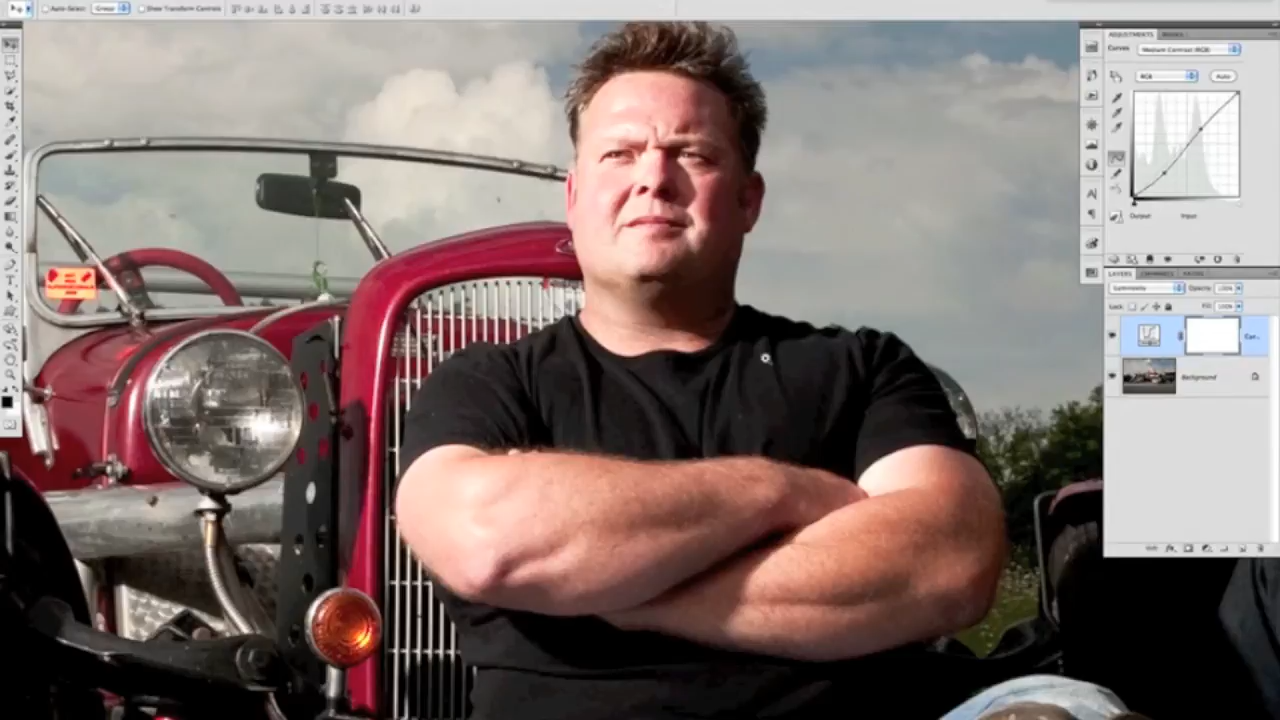 Auto-Select: Group
Show Transform Controls
ADJUSTMENTS MASKS
Curves Medium Contrast (RGB)
RGB Auto
Output: Input:
LAYERS CHANNELS PATHS
Luminosity Opacity: 100%
Lock: Fill: 100%
Cur...
Background